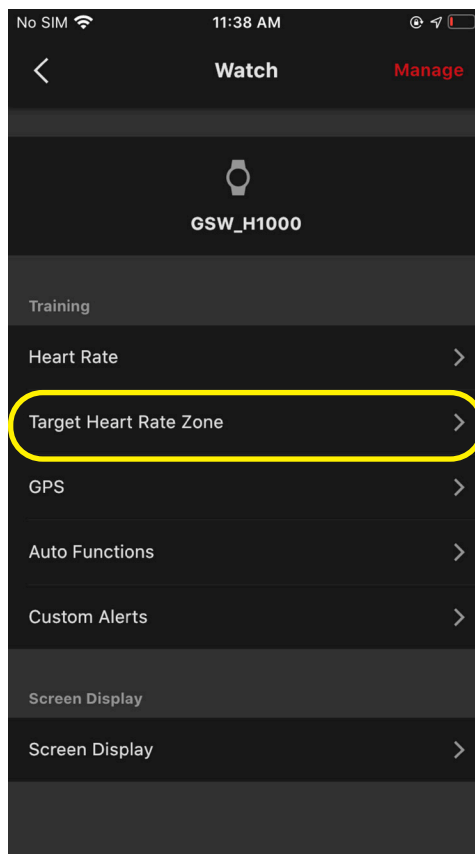 No SIM 11:38 AM
Watch Manage
GSW_H1000
Training
Heart Rate
Target Heart Rate Zone
GPS
Auto Functions
Custom Alerts
Screen Display
Screen Display